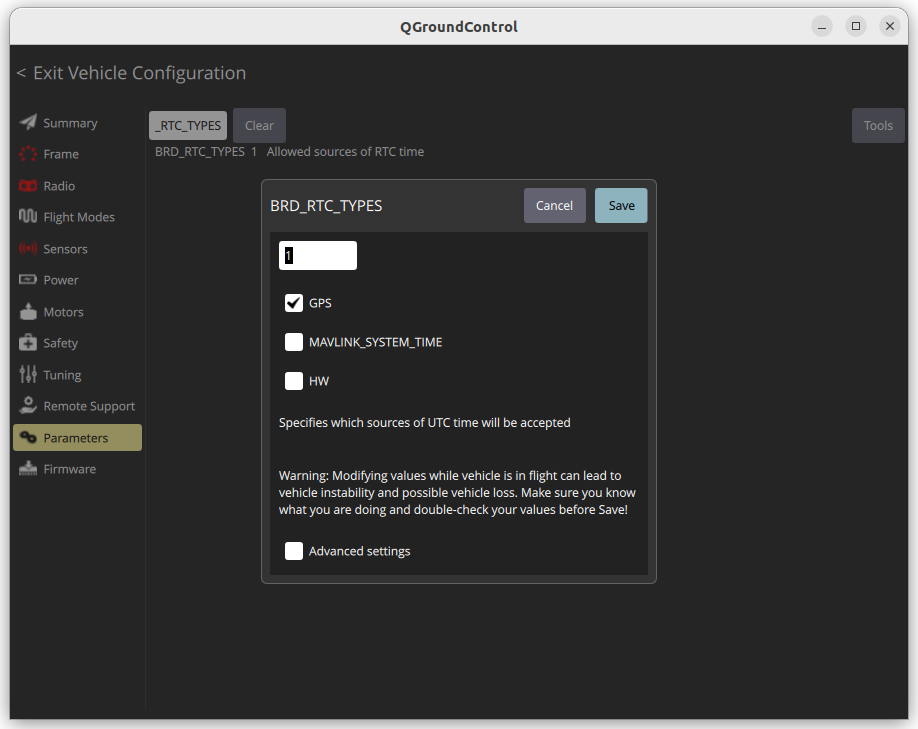 QGroundControl
< Exit Vehicle Configuration
Summary
Frame
Radio
Flight Modes
Sensors
Power
Motors
Safety
Tuning
Remote Support
Parameters
Firmware
_RTC_TYPES
Clear
Tools
BRD_RTC_TYPES 1 Allowed sources of RTC time
BRD_RTC_TYPES
Cancel
Save
1
GPS
MAVLINK_SYSTEM_TIME
HW
Specifies which sources of UTC time will be accepted
Warning: Modifying values while vehicle is in flight can lead to
vehicle instability and possible vehicle loss. Make sure you know
what you are doing and double-check your values before Save!
Advanced settings